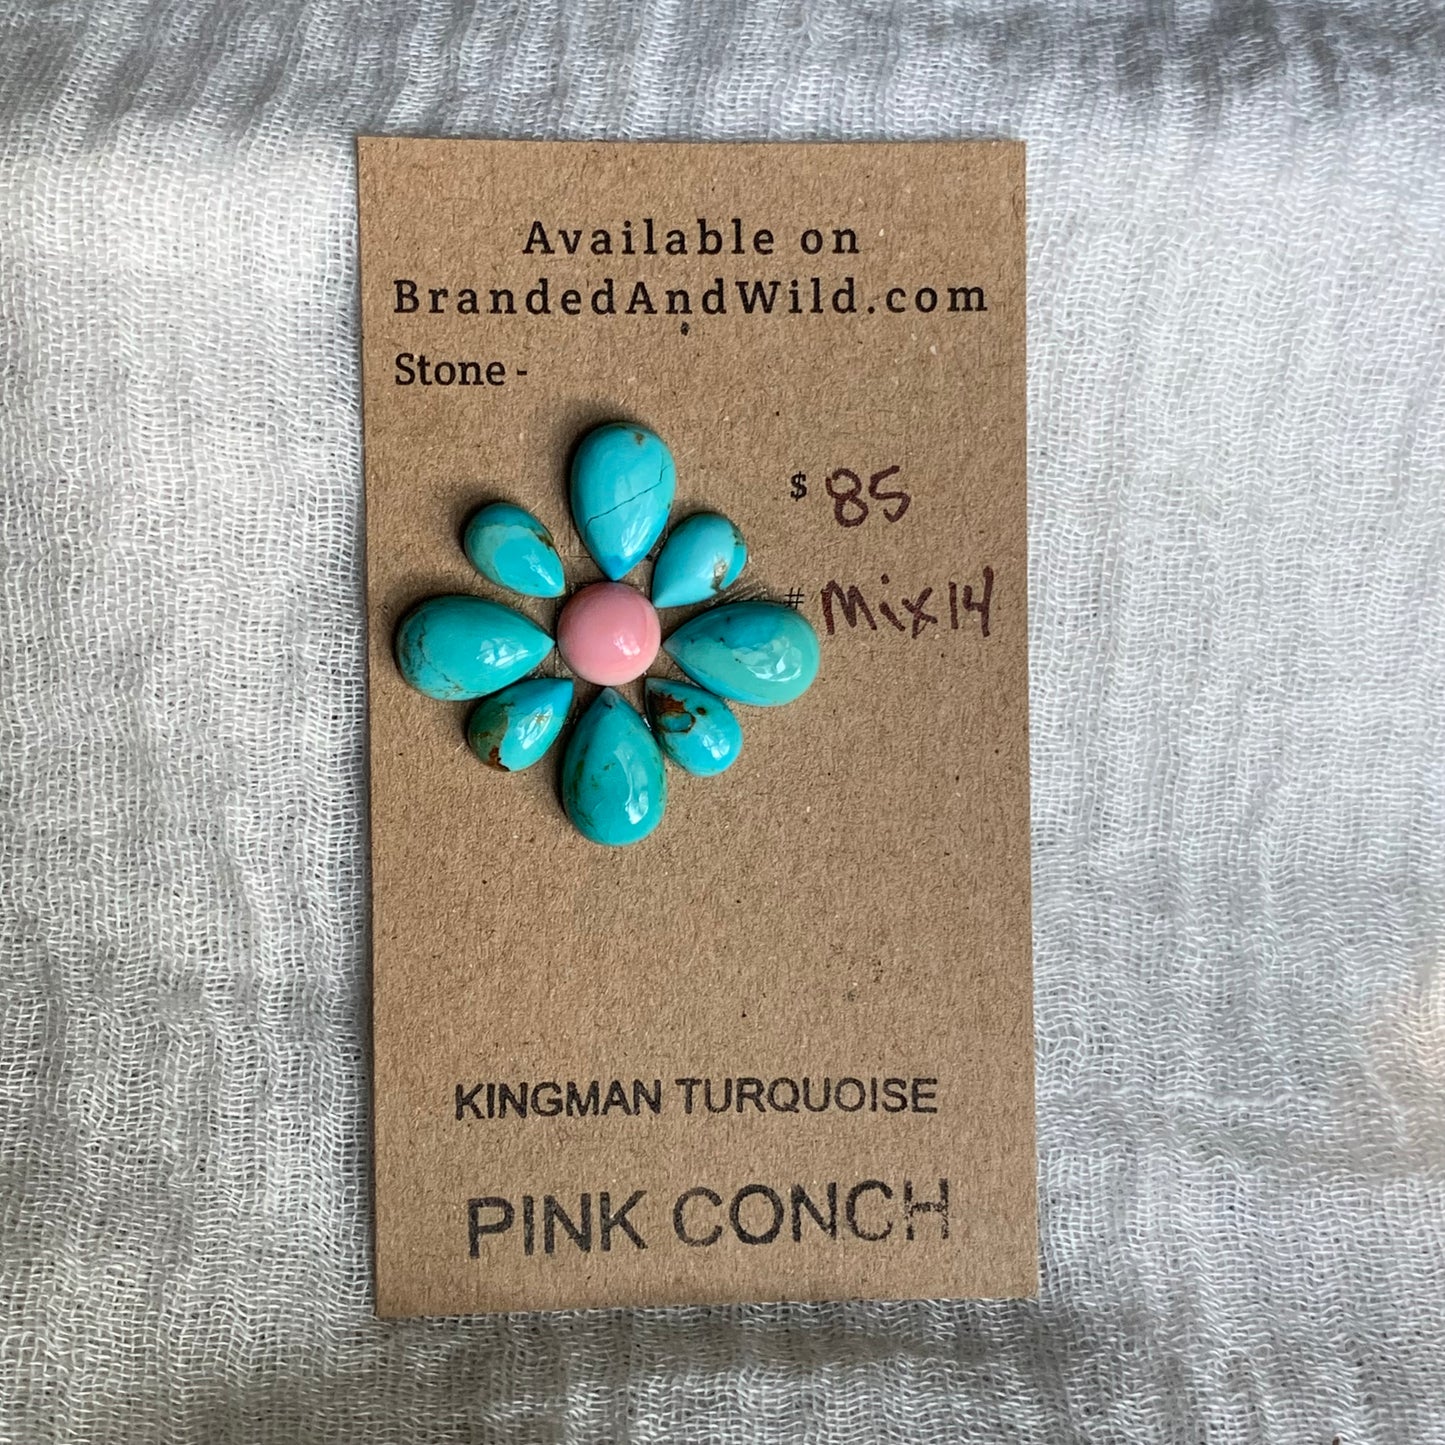 Available on
BrandedAndWild.com
Stone -
$ 85
# Mix14
KINGMAN TURQUOISE
PINK CONCH